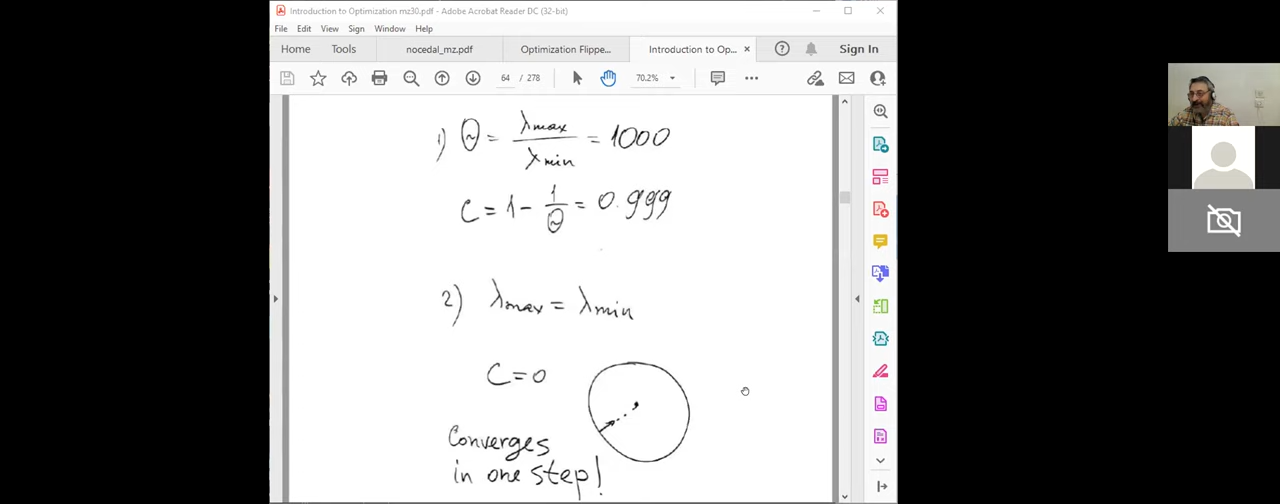 Introduction to Optimization mz30.pdf - Adobe Acrobat Reader DC (32-bit)
File Edit View Sign Window Help
Home Tools nocedal_mz.pdf Optimization Flippe... Introduction to Op... × Sign In
64 / 278 70.2%
1) Θ = λmax / λmin = 1000
C = 1 - 1/Θ = 0.999
2) λmax = λmin
C = 0
Converges
in one step!